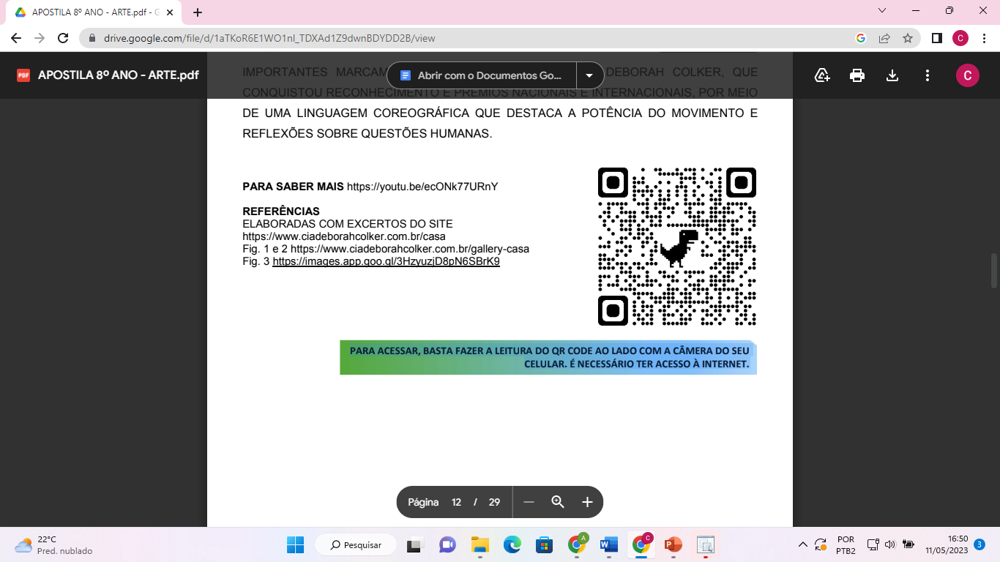 APOSTILA 8º ANO - ARTE.pdf - G
drive.google.com/file/d/1aTKoR6E1WO1nI_TDXAd1Z9dwnBDYDD2B/view
C
PDF
APOSTILA 8º ANO - ARTE.pdf
Abrir com o Documentos Go...
C
IMPORTANTES DEBORAH COLKER, QUE
CONQUISTOU RECONHECIMENTO E PRÊMIOS NACIONAIS E INTERNACIONAIS, POR MEIO
DE UMA LINGUAGEM COREOGRÁFICA QUE DESTACA A POTÊNCIA DO MOVIMENTO E
REFLEXÕES SOBRE QUESTÕES HUMANAS.
PARA SABER MAIS https://youtu.be/ecONk77URnY
REFERÊNCIAS
ELABORADAS COM EXCERTOS DO SITE
https://www.ciadeborahcolker.com.br/casa
Fig. 1 e 2 https://www.ciadeborahcolker.com.br/gallery-casa
Fig. 3 https://images.app.goo.gl/3HzyuzjD8pN6SBrK9
PARA ACESSAR, BASTA FAZER A LEITURA DO QR CODE AO LADO COM A CÂMERA DO SEU
CELULAR. É NECESSÁRIO TER ACESSO À INTERNET.
Página 12 / 29
22°C
Pred. nublado
Pesquisar
A
W
C
P
POR
PTB2
16:50
11/05/2023
3